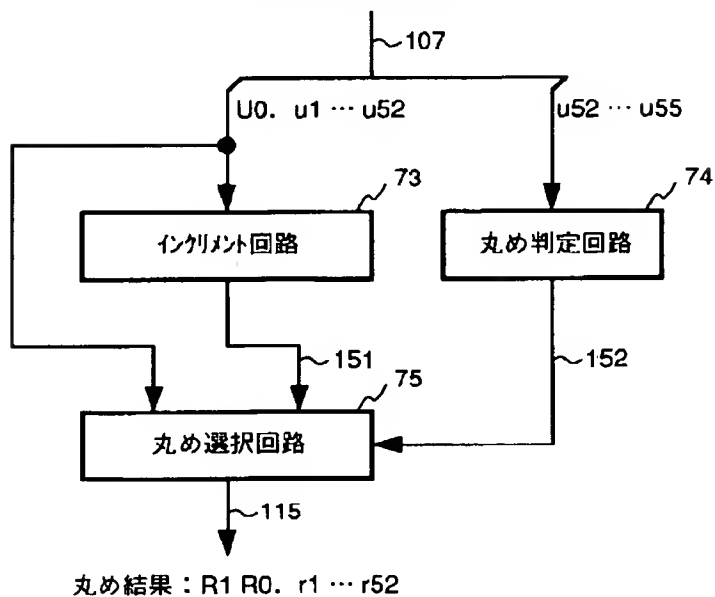 107
U0. u1 … u52
u52 … u55
73
74
インクリメント回路
丸め判定回路
151
152
75
丸め選択回路
115
丸め結果：R1 R0. r1 … r52